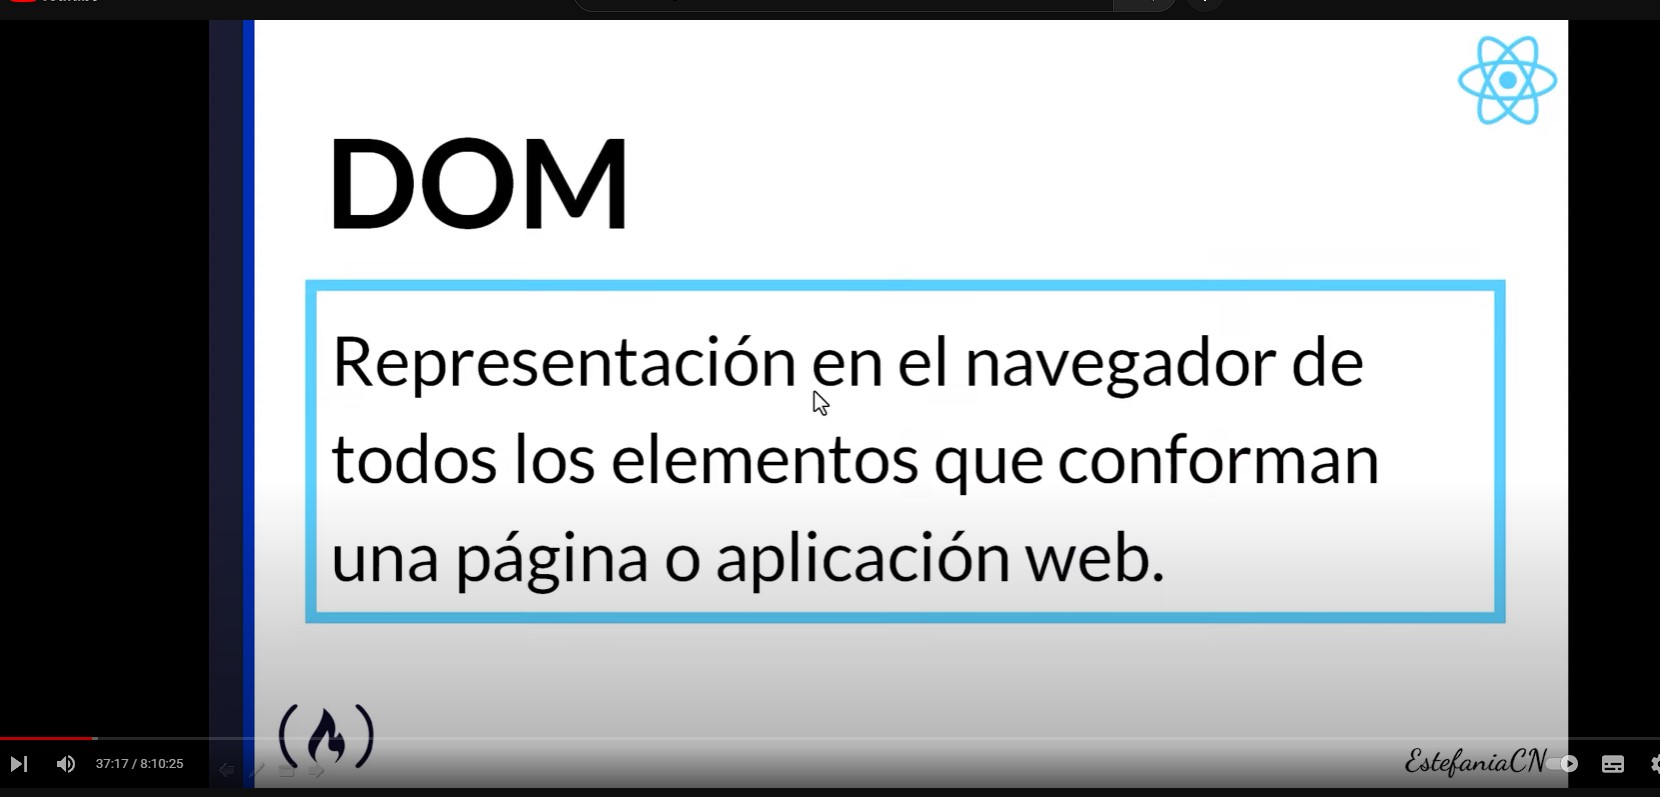 DOM
Representación en el navegador de
todos los elementos que conforman
una página o aplicación web.
EstefaniaCN
37:17 / 8:10:25